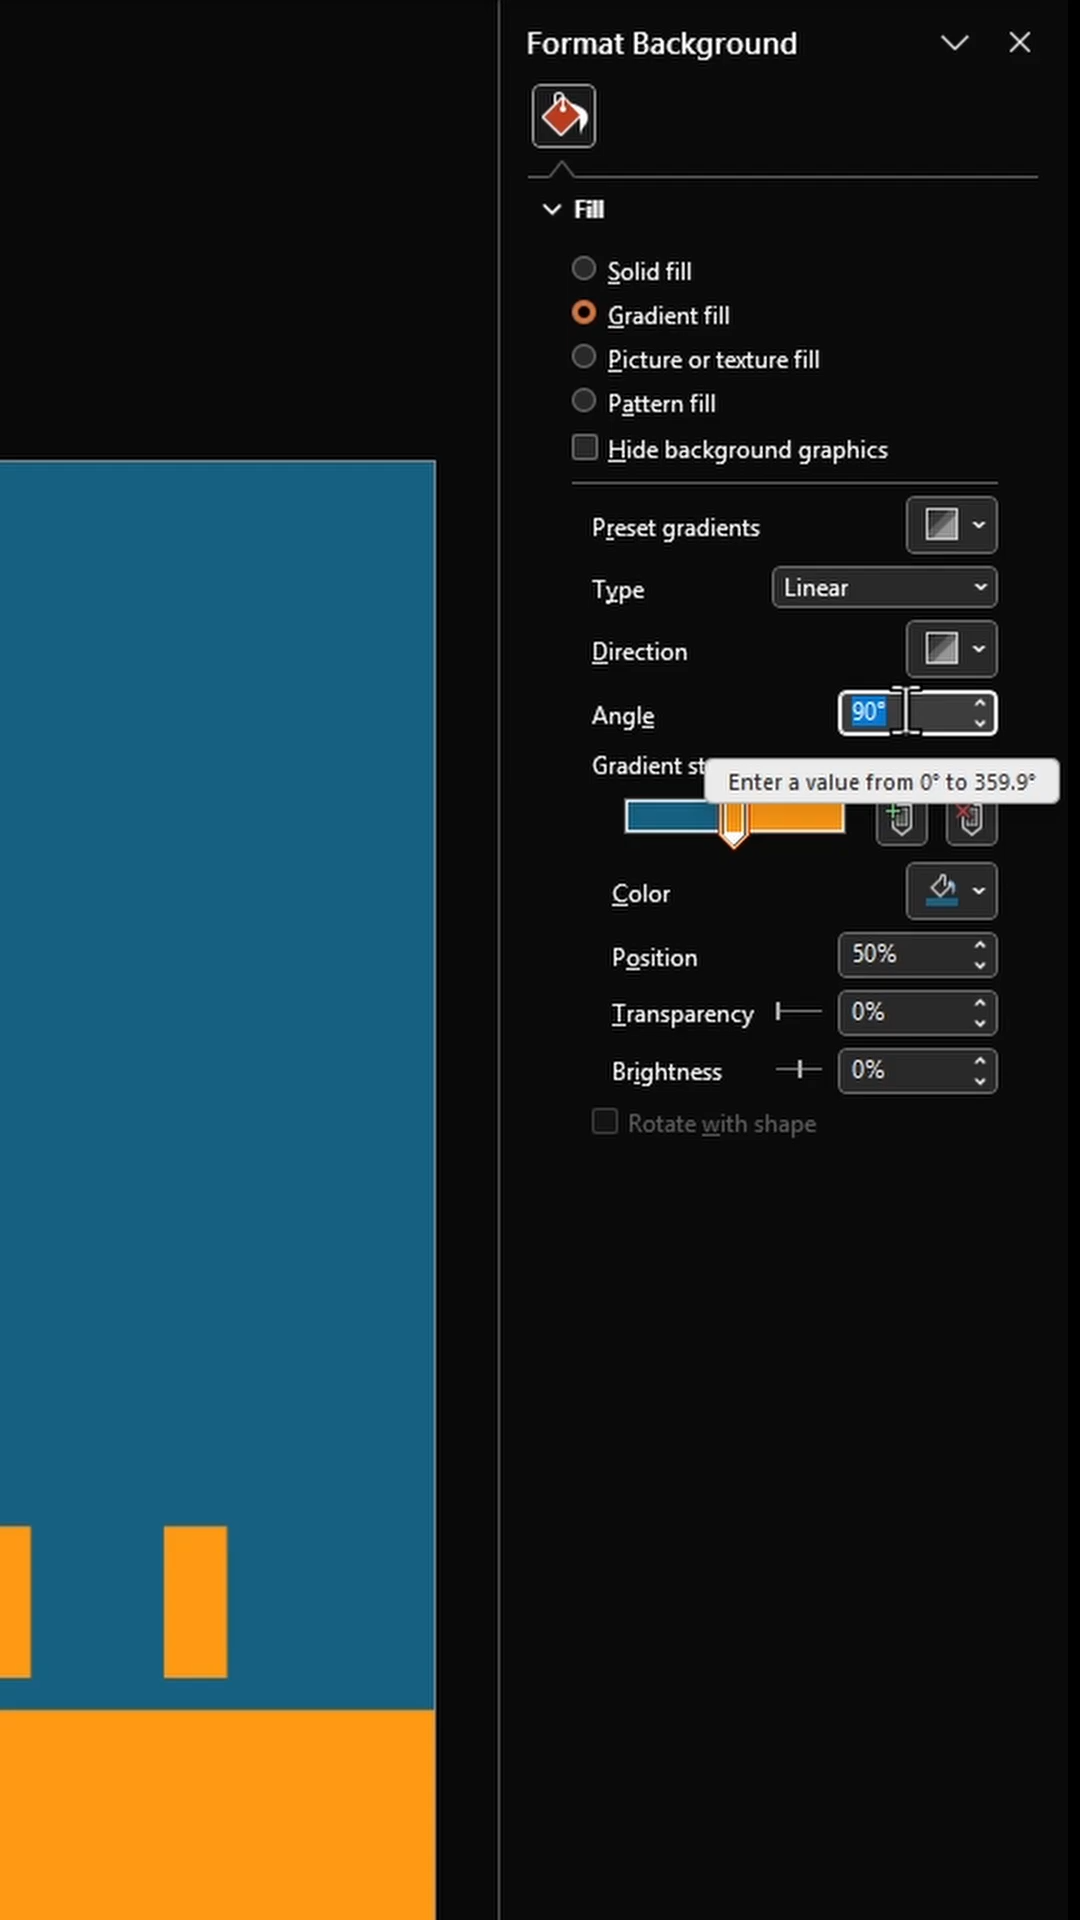 Format Background
Fill
Solid fill
Gradient fill
Picture or texture fill
Pattern fill
Hide background graphics
Preset gradients
Type Linear
Direction
Angle 90°
Gradient st
Enter a value from 0° to 359.9°
Color
Position 50%
Transparency 0%
Brightness 0%
Rotate with shape